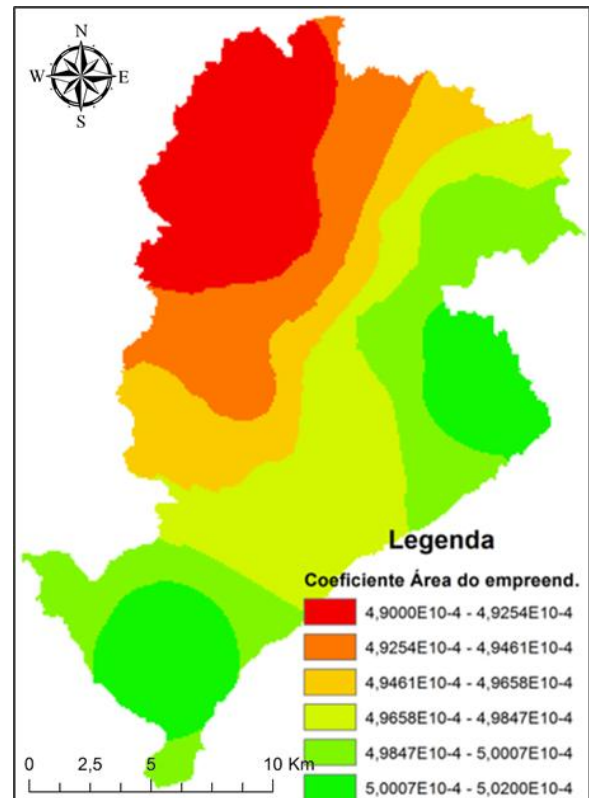 N
W E
S
Legenda
Coeficiente Área do empreend.
4,9000E10-4 - 4,9254E10-4
4,9254E10-4 - 4,9461E10-4
4,9461E10-4 - 4,9658E10-4
4,9658E10-4 - 4,9847E10-4
4,9847E10-4 - 5,0007E10-4
5,0007E10-4 - 5,0200E10-4
0 2,5 5 10 Km